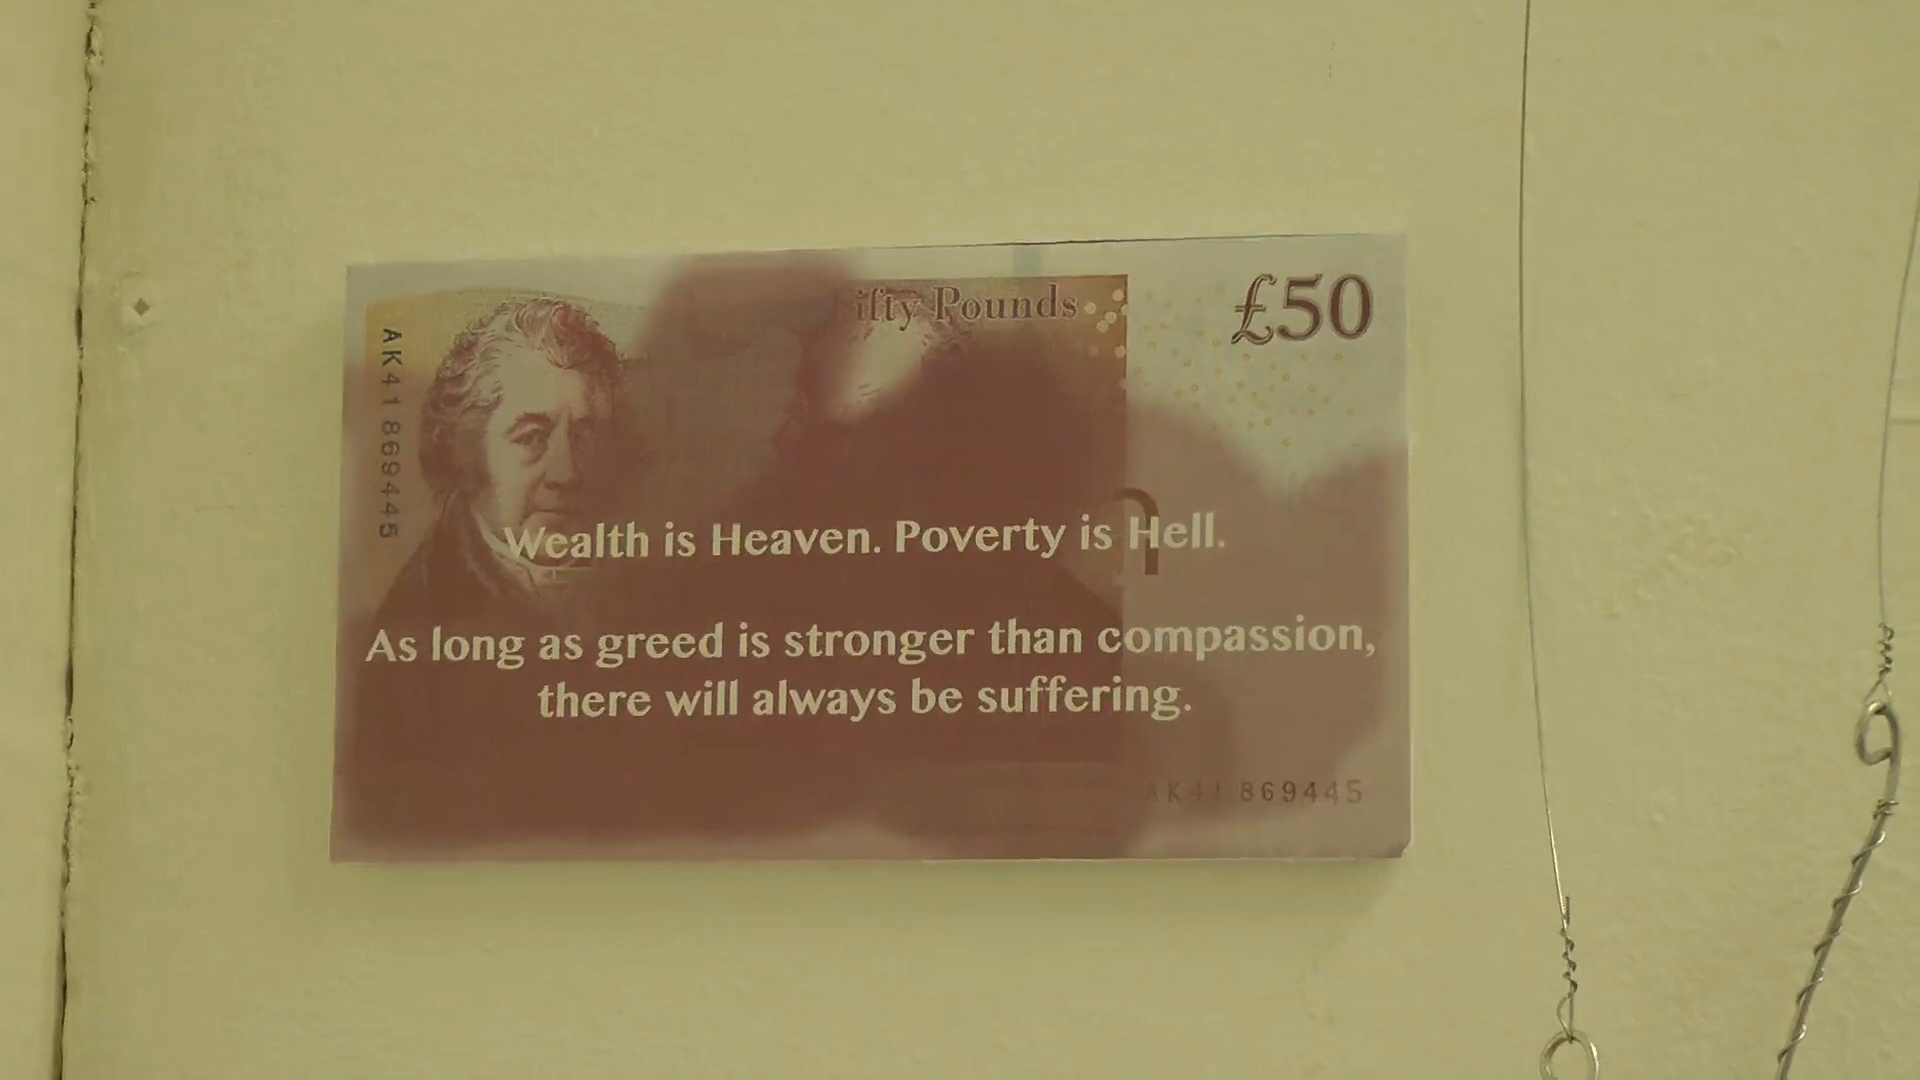 Fifty Pounds
£50
AK41 869445
Wealth is Heaven. Poverty is Hell.
As long as greed is stronger than compassion,
there will always be suffering.
AK41 869445